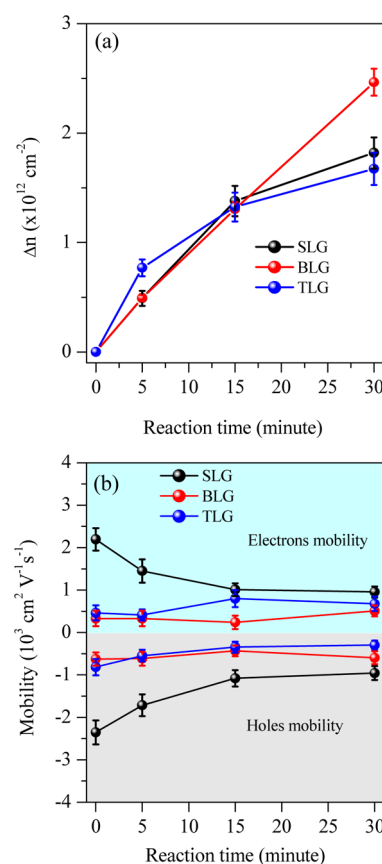 (a)
3
2
1
0
Δn (x10¹² cm⁻²)
SLG
BLG
TLG
0 5 10 15 20 25 30
Reaction time (minute)
(b)
4
3
2
1
0
-1
-2
-3
-4
Mobility (10³ cm² V⁻¹s⁻¹)
SLG
BLG
TLG
Electrons mobility
Holes mobility
0 5 10 15 20 25 30
Reaction time (minute)